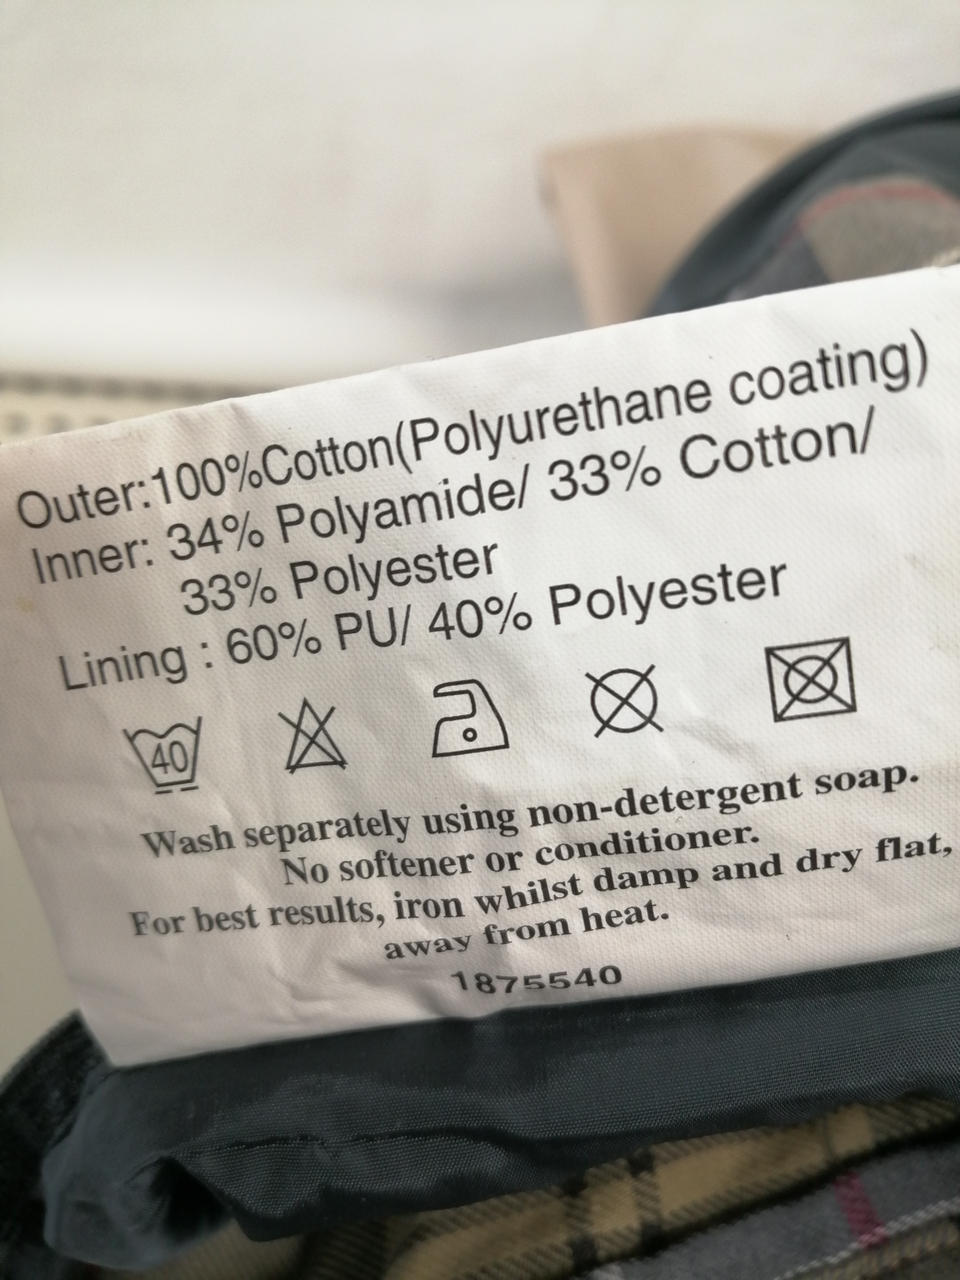 Outer:100%Cotton(Polyurethane coating)
Inner: 34% Polyamide/ 33% Cotton/
33% Polyester
Lining : 60% PU/ 40% Polyester
40
Wash separately using non-detergent soap.
No softener or conditioner.
For best results, iron whilst damp and dry flat,
away from heat.
1875540